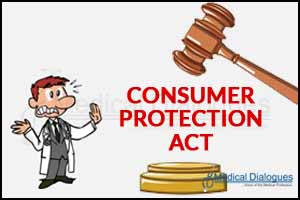 CONSUMER
PROTECTION
ACT
Medical Dialogues